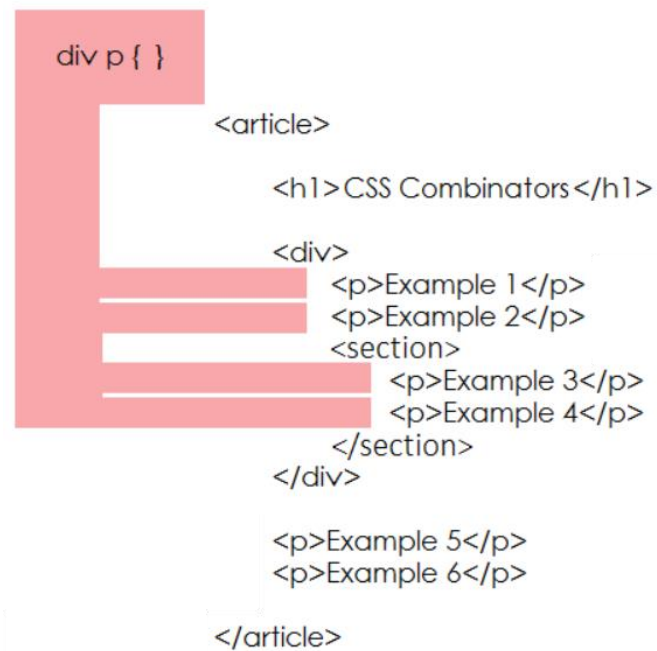 div p { }
<article>
<h1>CSS Combinators</h1>
<div>
<p>Example 1</p>
<p>Example 2</p>
<section>
<p>Example 3</p>
<p>Example 4</p>
</section>
</div>
<p>Example 5</p>
<p>Example 6</p>
</article>